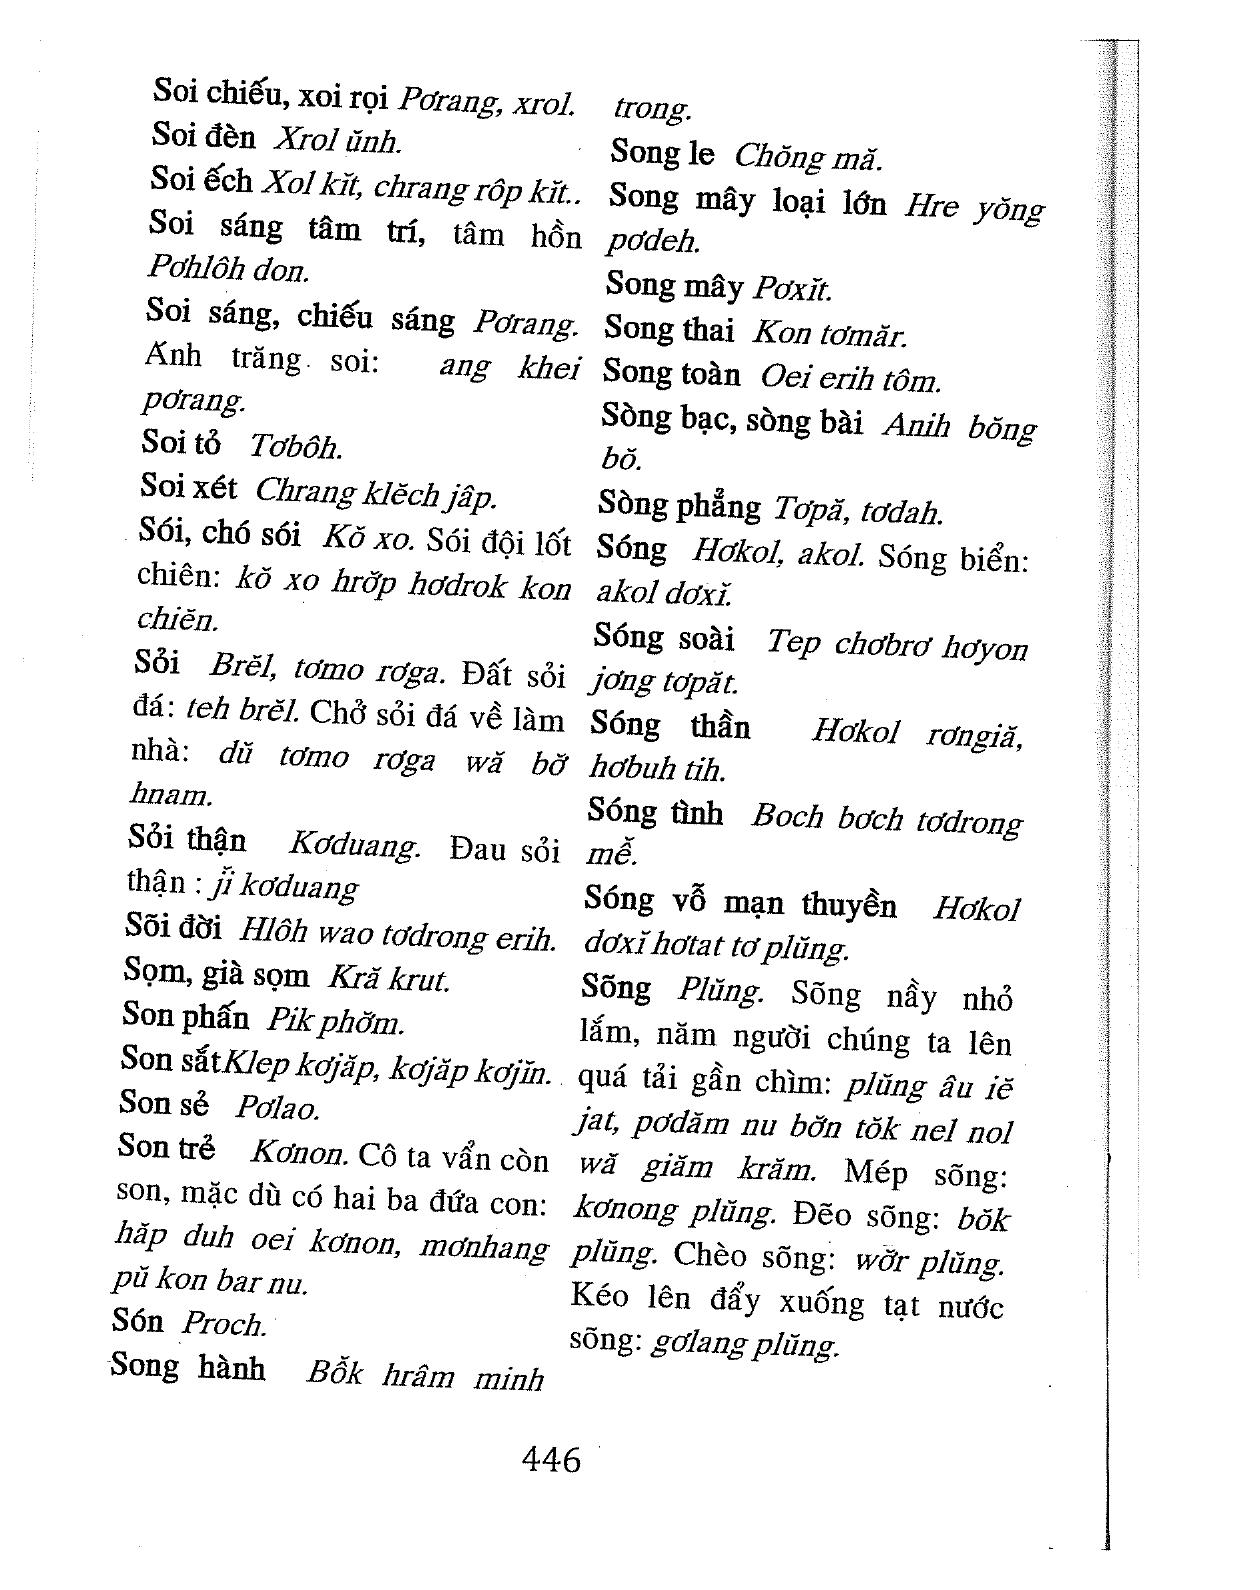 Soi chiếu, xoi rọi Pơrang, xrol.
Soi đèn Xrol ŭnh.
Soi ếch Xol kĭt, chrang rôp kĭt..
Soi sáng tâm trí, tâm hồn
Pơhlôh don.
Soi sáng, chiếu sáng Pơrang.
Ánh trăng soi: ang khei
pơrang.
Soi tỏ Tơbôh.
Soi xét Chrang klĕch jâp.
Sói, chó sói Kŏ xo. Sói đội lốt
chiên: kŏ xo hrơ̆p hơdrok kon
chiĕn.
Sỏi Brĕl, tơmo rơga. Đất sỏi
đá: teh brĕl. Chở sỏi đá về làm
nhà: dŭ tơmo rơga wă bơ̆
hnam.
Sỏi thận Kơduang. Đau sỏi
thận : jĭ̀ kơduang
Sõi đời Hlôh wao tơdrong erih.
Sọm, già sọm Kră krut.
Son phấn Pik phơ̆m.
Son sắtKlep kơjăp, kơjăp kơjĭn.
Son sẻ Pơlao.
Son trẻ Kơnon. Cô ta vẩn còn
son, mặc dù có hai ba đứa con:
hăp duh oei kơnon, mơnhang
pŭ kon bar nu.
Són Proch.
Song hành Bô̆k hrâm minh
trong.
Song le Chŏng mă.
Song mây loại lớn Hre yŏng
pơdeh.
Song mây Pơxĭt.
Song thai Kon tơmăr.
Song toàn Oei erih tôm.
Sòng bạc, sòng bài Anih bŏng
bŏ.
Sòng phẳng Tơpă, tơdah.
Sóng Hơkol, akol. Sóng biển:
akol dơxĭ.
Sóng soài Tep chơbrơ hơyon
jơng tơpăt.
Sóng thần Hơkol rơngiă,
hơbuh tih.
Sóng tình Boch bơch tơdrong
mê̆.
Sóng vỗ mạn thuyền Hơkol
dơxĭ hơtat tơ plŭng.
Sõng Plŭng. Sõng nầy nhỏ
lắm, năm người chúng ta lên
quá tải gần chìm: plŭng âu iĕ
jat, pơdăm nu bơ̆n tŏk nel nol
wă giăm krăm. Mép sõng:
kơnong plŭng. Đẽo sõng: bŏk
plŭng. Chèo sõng: wơ̆r plŭng.
Kéo lên đẩy xuống tạt nước
sõng: gơlang plŭng.
446